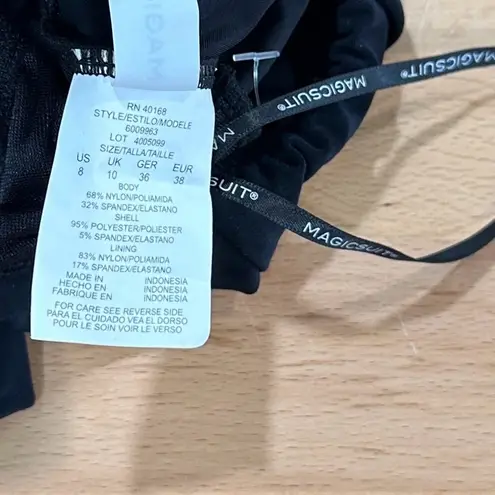 MAGIC
RN 40168
STYLE/ESTILO/MODELE
6009963
LOT 4005099
SIZE/TALLA/TAILLE
US UK GER EUR
8 10 36 38
BODY
68% NYLON/POLIAMIDA
32% SPANDEX/ELASTANO
SHELL
95% POLYESTER/POLIESTER
5% SPANDEX/ELASTANO
LINING
83% NYLON/POLIAMIDA
17% SPANDEX/ELASTANO
MADE IN INDONESIA
HECHO EN INDONESIA
FABRIQUE EN INDONESIA
FOR CARE SEE REVERSE SIDE
PARA EL CUIDADO VEA EL DORSO
POUR LE SOIN VOIR LE VERSO
MAGICSUIT®
MAGICSUIT®
SUIT®
MAGICSUIT®